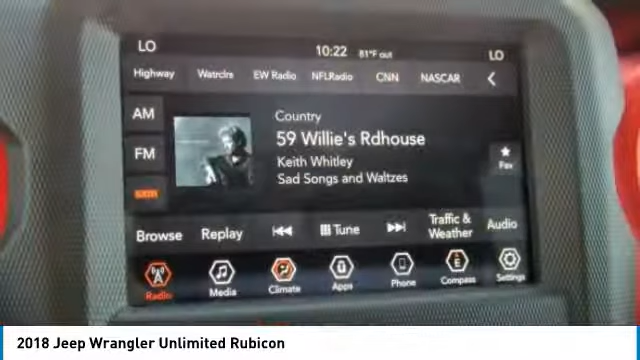 LO 10:22 81°F out LO
Highway Watrclrs EW Radio NFLRadio CNN NASCAR
AM
Country
59 Willie's Rdhouse
FM
Keith Whitley
Sad Songs and Waltzes
Fav
Browse Replay Tune Traffic & Weather Audio
Radio Media Climate Apps Phone E Compass Settings
2018 Jeep Wrangler Unlimited Rubicon